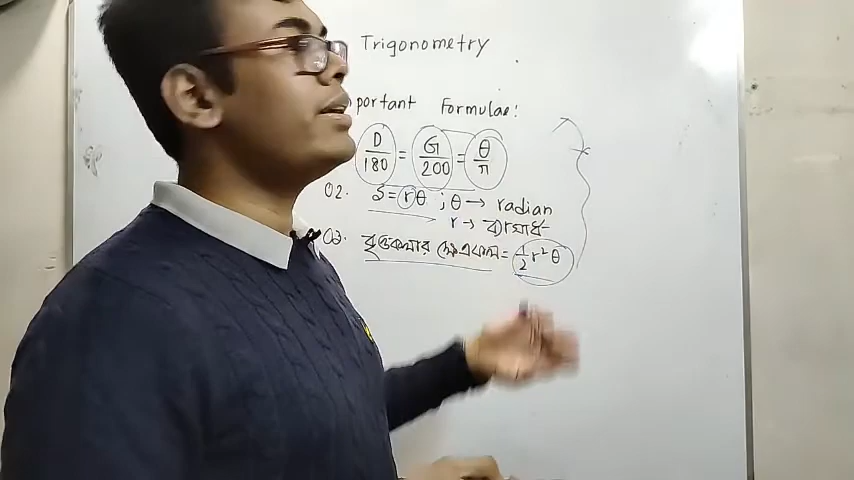 Trigonometry
portant Formulae:
D/180 = G/200 = θ/π
02. S = rθ ; θ → radian
r → ব্যাসার্ধ
03. বৃত্তকলার ক্ষেত্রফল = 1/2 r²θ